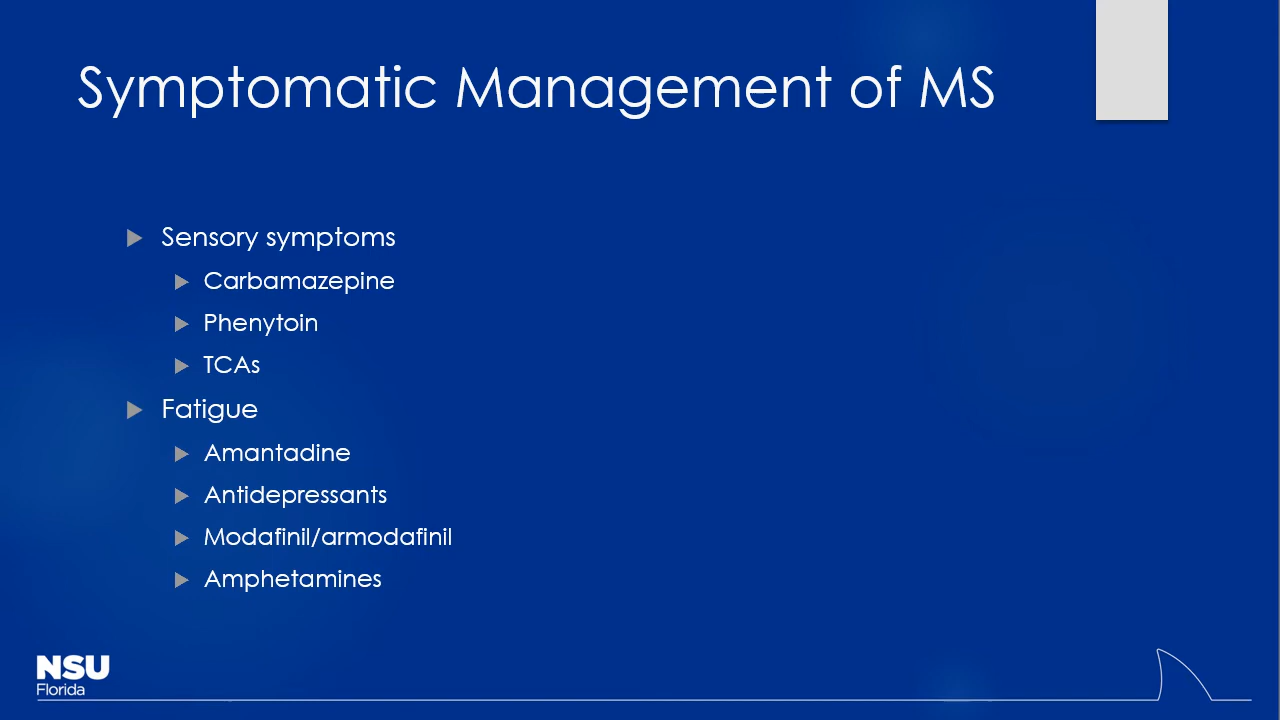 Symptomatic Management of MS
Sensory symptoms
Carbamazepine
Phenytoin
TCAs
Fatigue
Amantadine
Antidepressants
Modafinil/armodafinil
Amphetamines
NSU
Florida